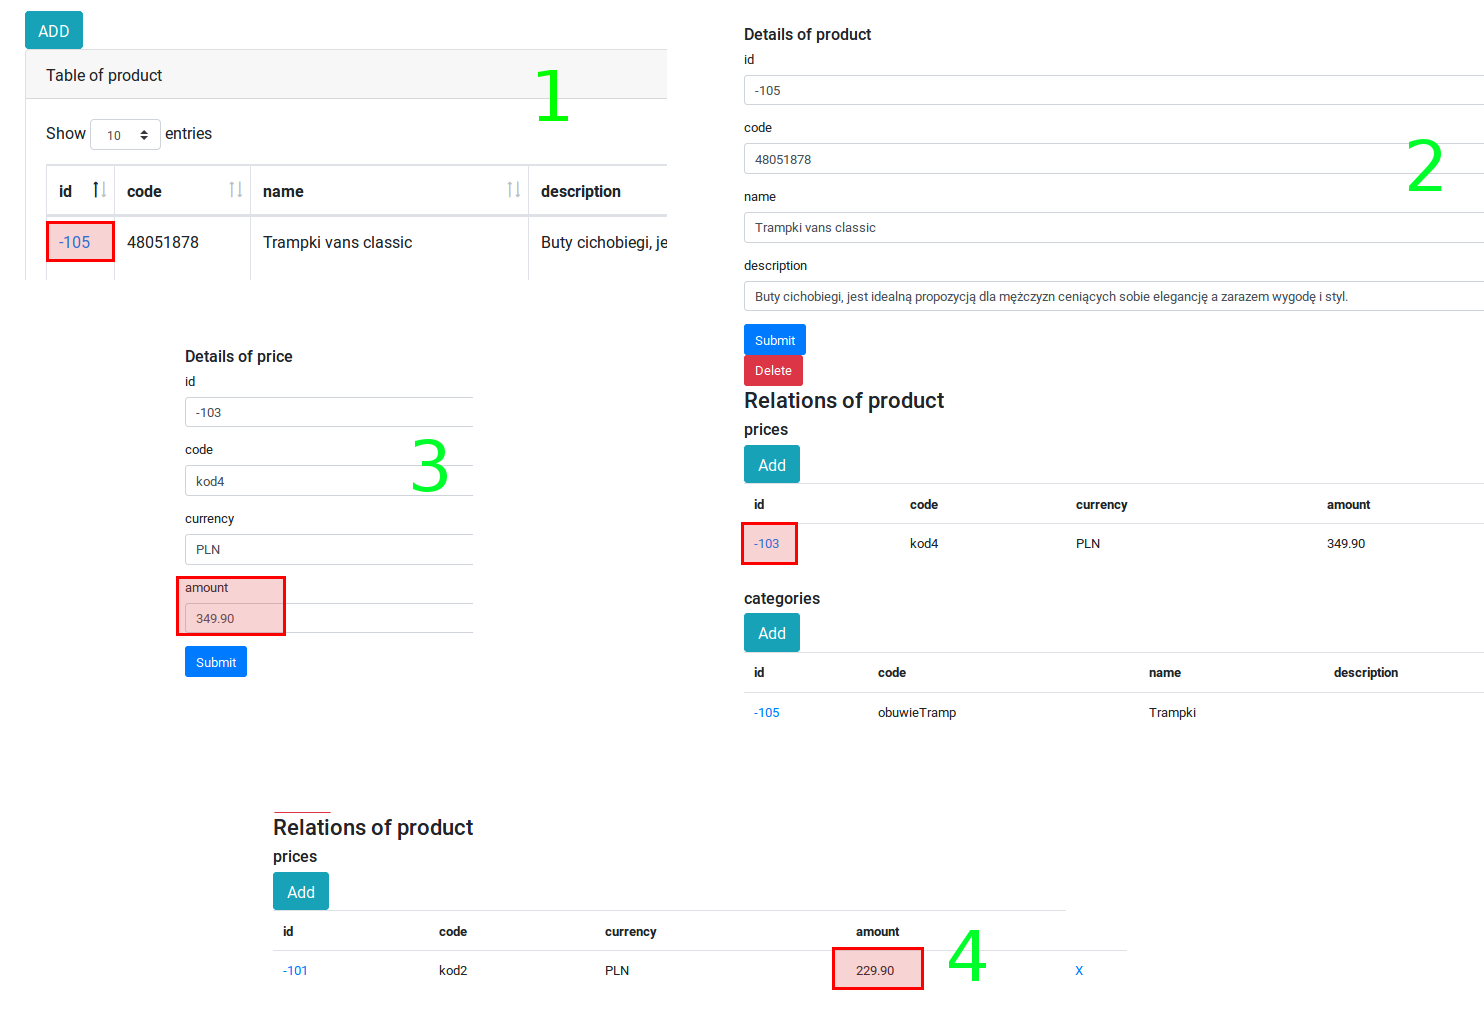 ADD
Table of product
1
Show 10 entries
id code name description
-105 48051878 Trampki vans classic Buty cichobiegi, je
Details of product
id
-105
code
48051878
2
name
Trampki vans classic
description
Buty cichobiegi, jest idealną propozycją dla mężczyzn ceniących sobie elegancję a zarazem wygodę i styl.
Submit
Delete
Relations of product
prices
Add
id code currency amount
-103 kod4 PLN 349.90
categories
Add
id code name description
-105 obuwieTramp Trampki
Details of price
id
-103
code
3
kod4
currency
PLN
amount
349.90
Submit
Relations of product
prices
Add
id code currency amount
4
-101 kod2 PLN 229.90 X